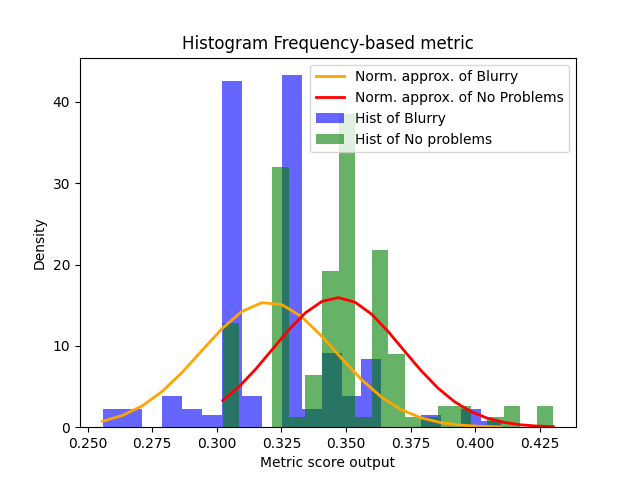 Histogram Frequency-based metric
Norm. approx. of Blurry
Norm. approx. of No Problems
Hist of Blurry
Hist of No problems
40
30
20
10
0
Density
0.250 0.275 0.300 0.325 0.350 0.375 0.400 0.425
Metric score output